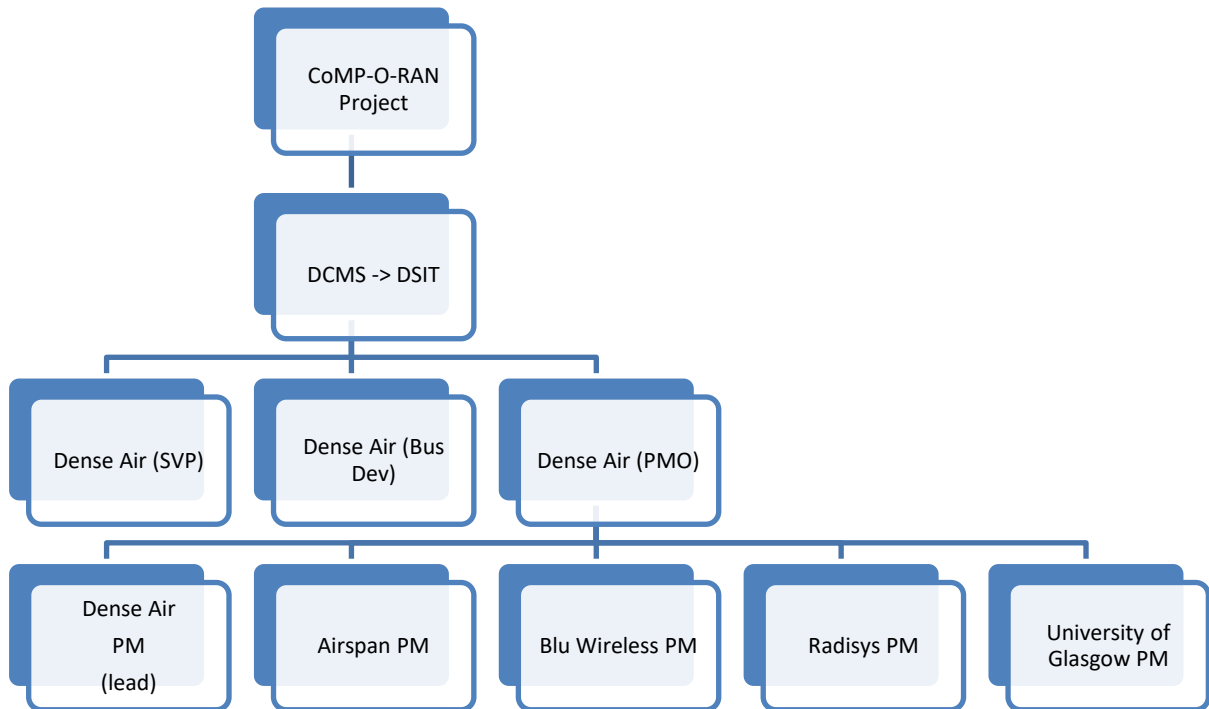 CoMP-O-RAN
Project
DCMS -> DSIT
Dense Air (SVP)
Dense Air (Bus
Dev)
Dense Air (PMO)
Dense Air
PM
(lead)
Airspan PM
Blu Wireless PM
Radisys PM
University of
Glasgow PM